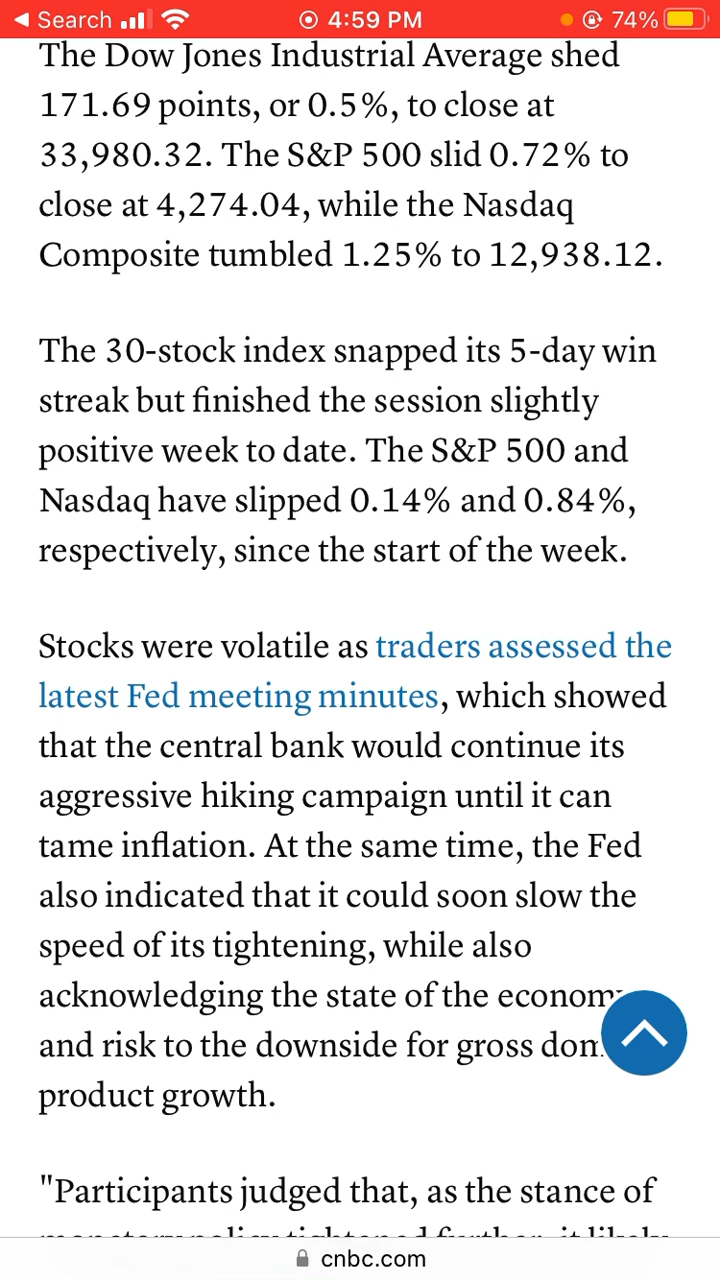 Search 4:59 PM 74%
The Dow Jones Industrial Average shed
171.69 points, or 0.5%, to close at
33,980.32. The S&P 500 slid 0.72% to
close at 4,274.04, while the Nasdaq
Composite tumbled 1.25% to 12,938.12.
The 30-stock index snapped its 5-day win
streak but finished the session slightly
positive week to date. The S&P 500 and
Nasdaq have slipped 0.14% and 0.84%,
respectively, since the start of the week.
Stocks were volatile as traders assessed the
latest Fed meeting minutes, which showed
that the central bank would continue its
aggressive hiking campaign until it can
tame inflation. At the same time, the Fed
also indicated that it could soon slow the
speed of its tightening, while also
acknowledging the state of the
and risk to the downside for gross
product growth.
"Participants judged that, as the stance of
cnbc.com